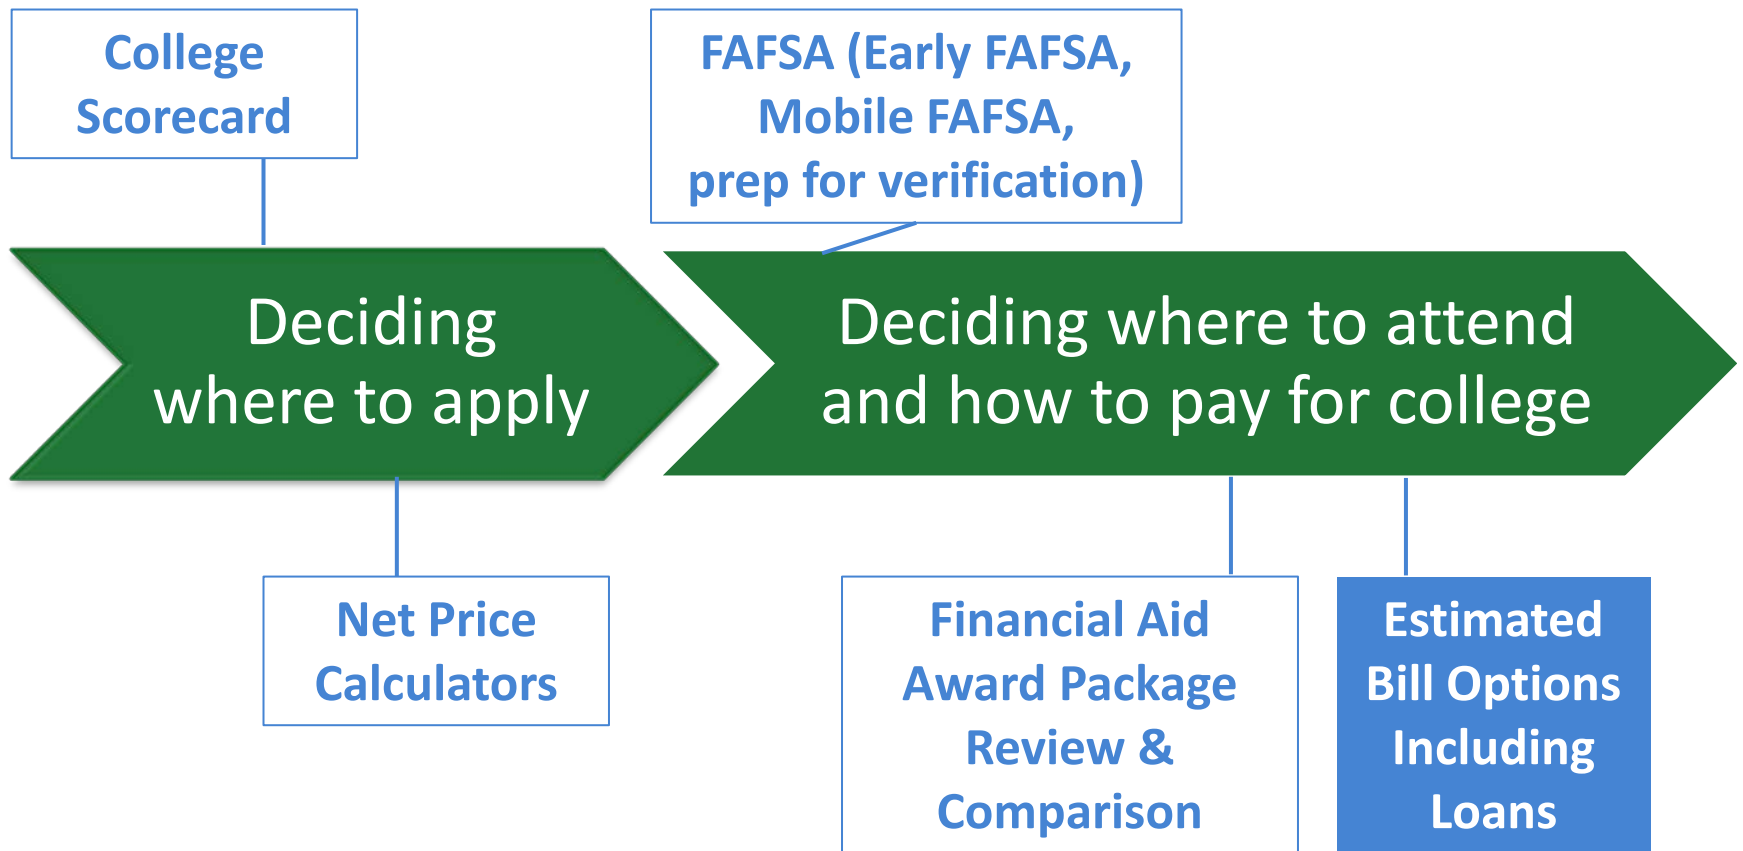 College
Scorecard
FAFSA (Early FAFSA,
Mobile FAFSA,
prep for verification)
Deciding
where to apply
Deciding where to attend
and how to pay for college
Net Price
Calculators
Financial Aid
Award Package
Review &
Comparison
Estimated
Bill Options
Including
Loans